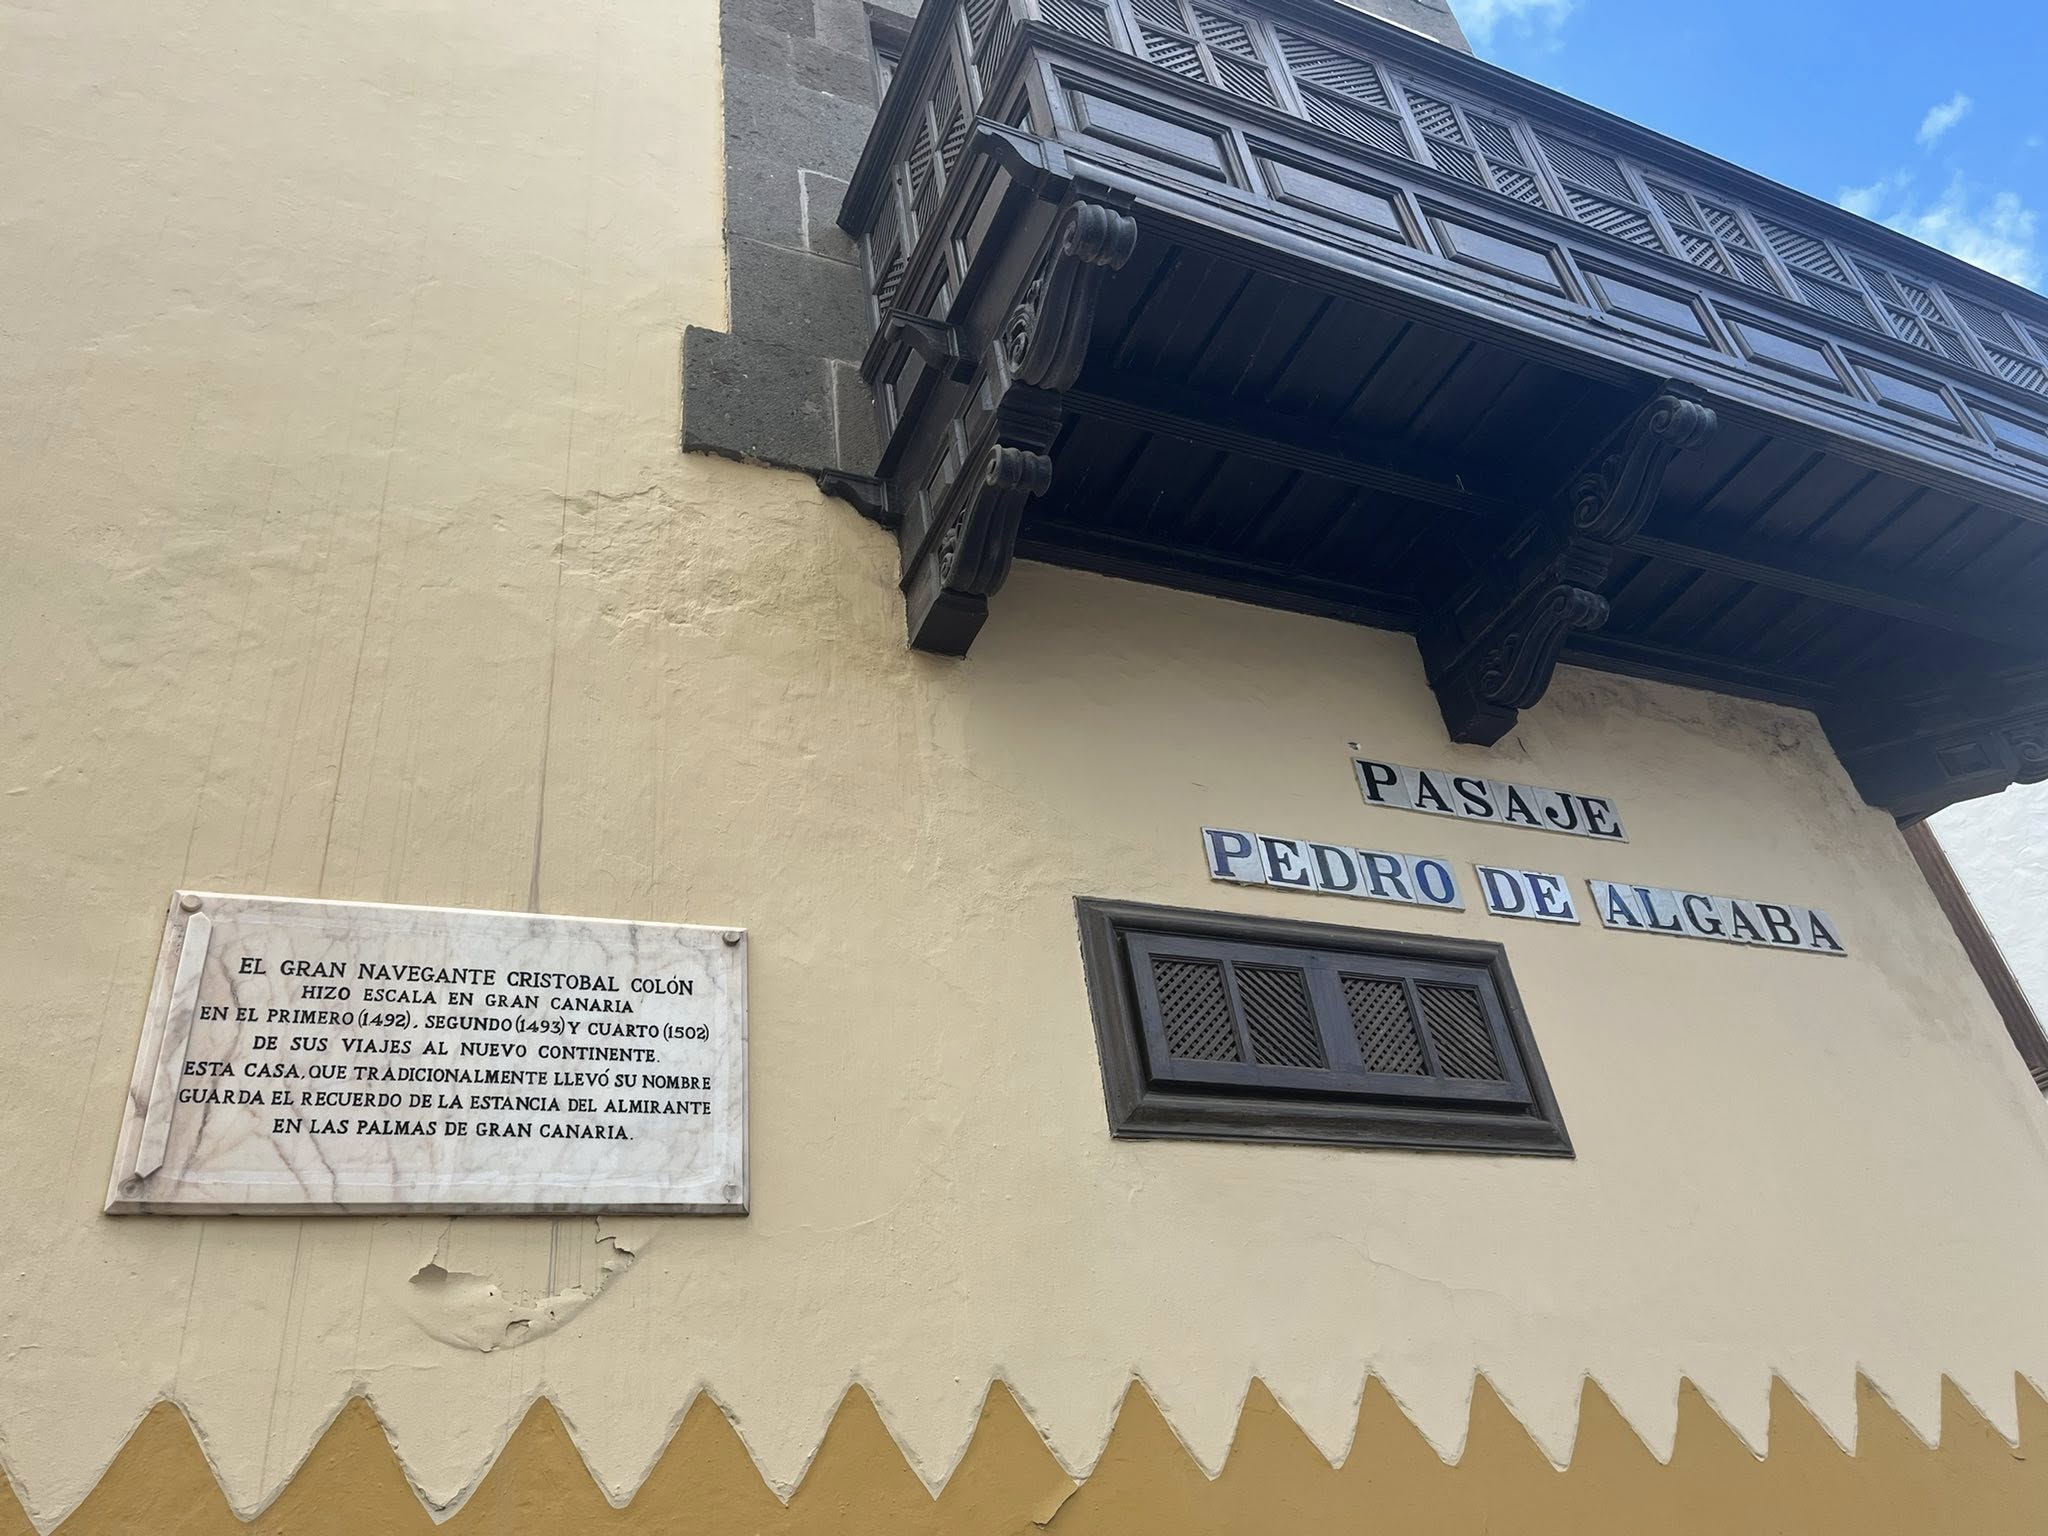 EL GRAN NAVEGANTE CRISTOBAL COLÓN
HIZO ESCALA EN GRAN CANARIA
EN EL PRIMERO (1492), SEGUNDO (1493) Y CUARTO (1502)
DE SUS VIAJES AL NUEVO CONTINENTE.
ESTA CASA, QUE TRADICIONALMENTE LLEVÓ SU NOMBRE
GUARDA EL RECUERDO DE LA ESTANCIA DEL ALMIRANTE
EN LAS PALMAS DE GRAN CANARIA.
PASAJE
PEDRO DE ALGABA